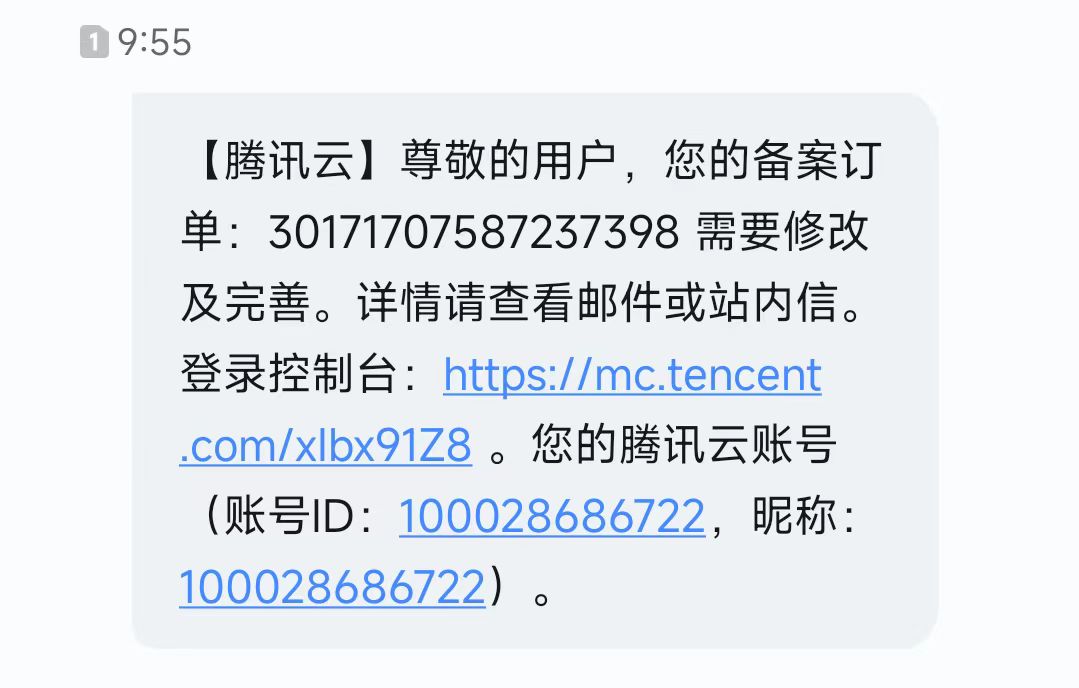 1 9:55
【腾讯云】尊敬的用户，您的备案订
单：30171707587237398 需要修改
及完善。详情请查看邮件或站内信。
登录控制台：https://mc.tencent
.com/xlbx91Z8 。您的腾讯云账号
（账号ID：100028686722，昵称：
100028686722）。